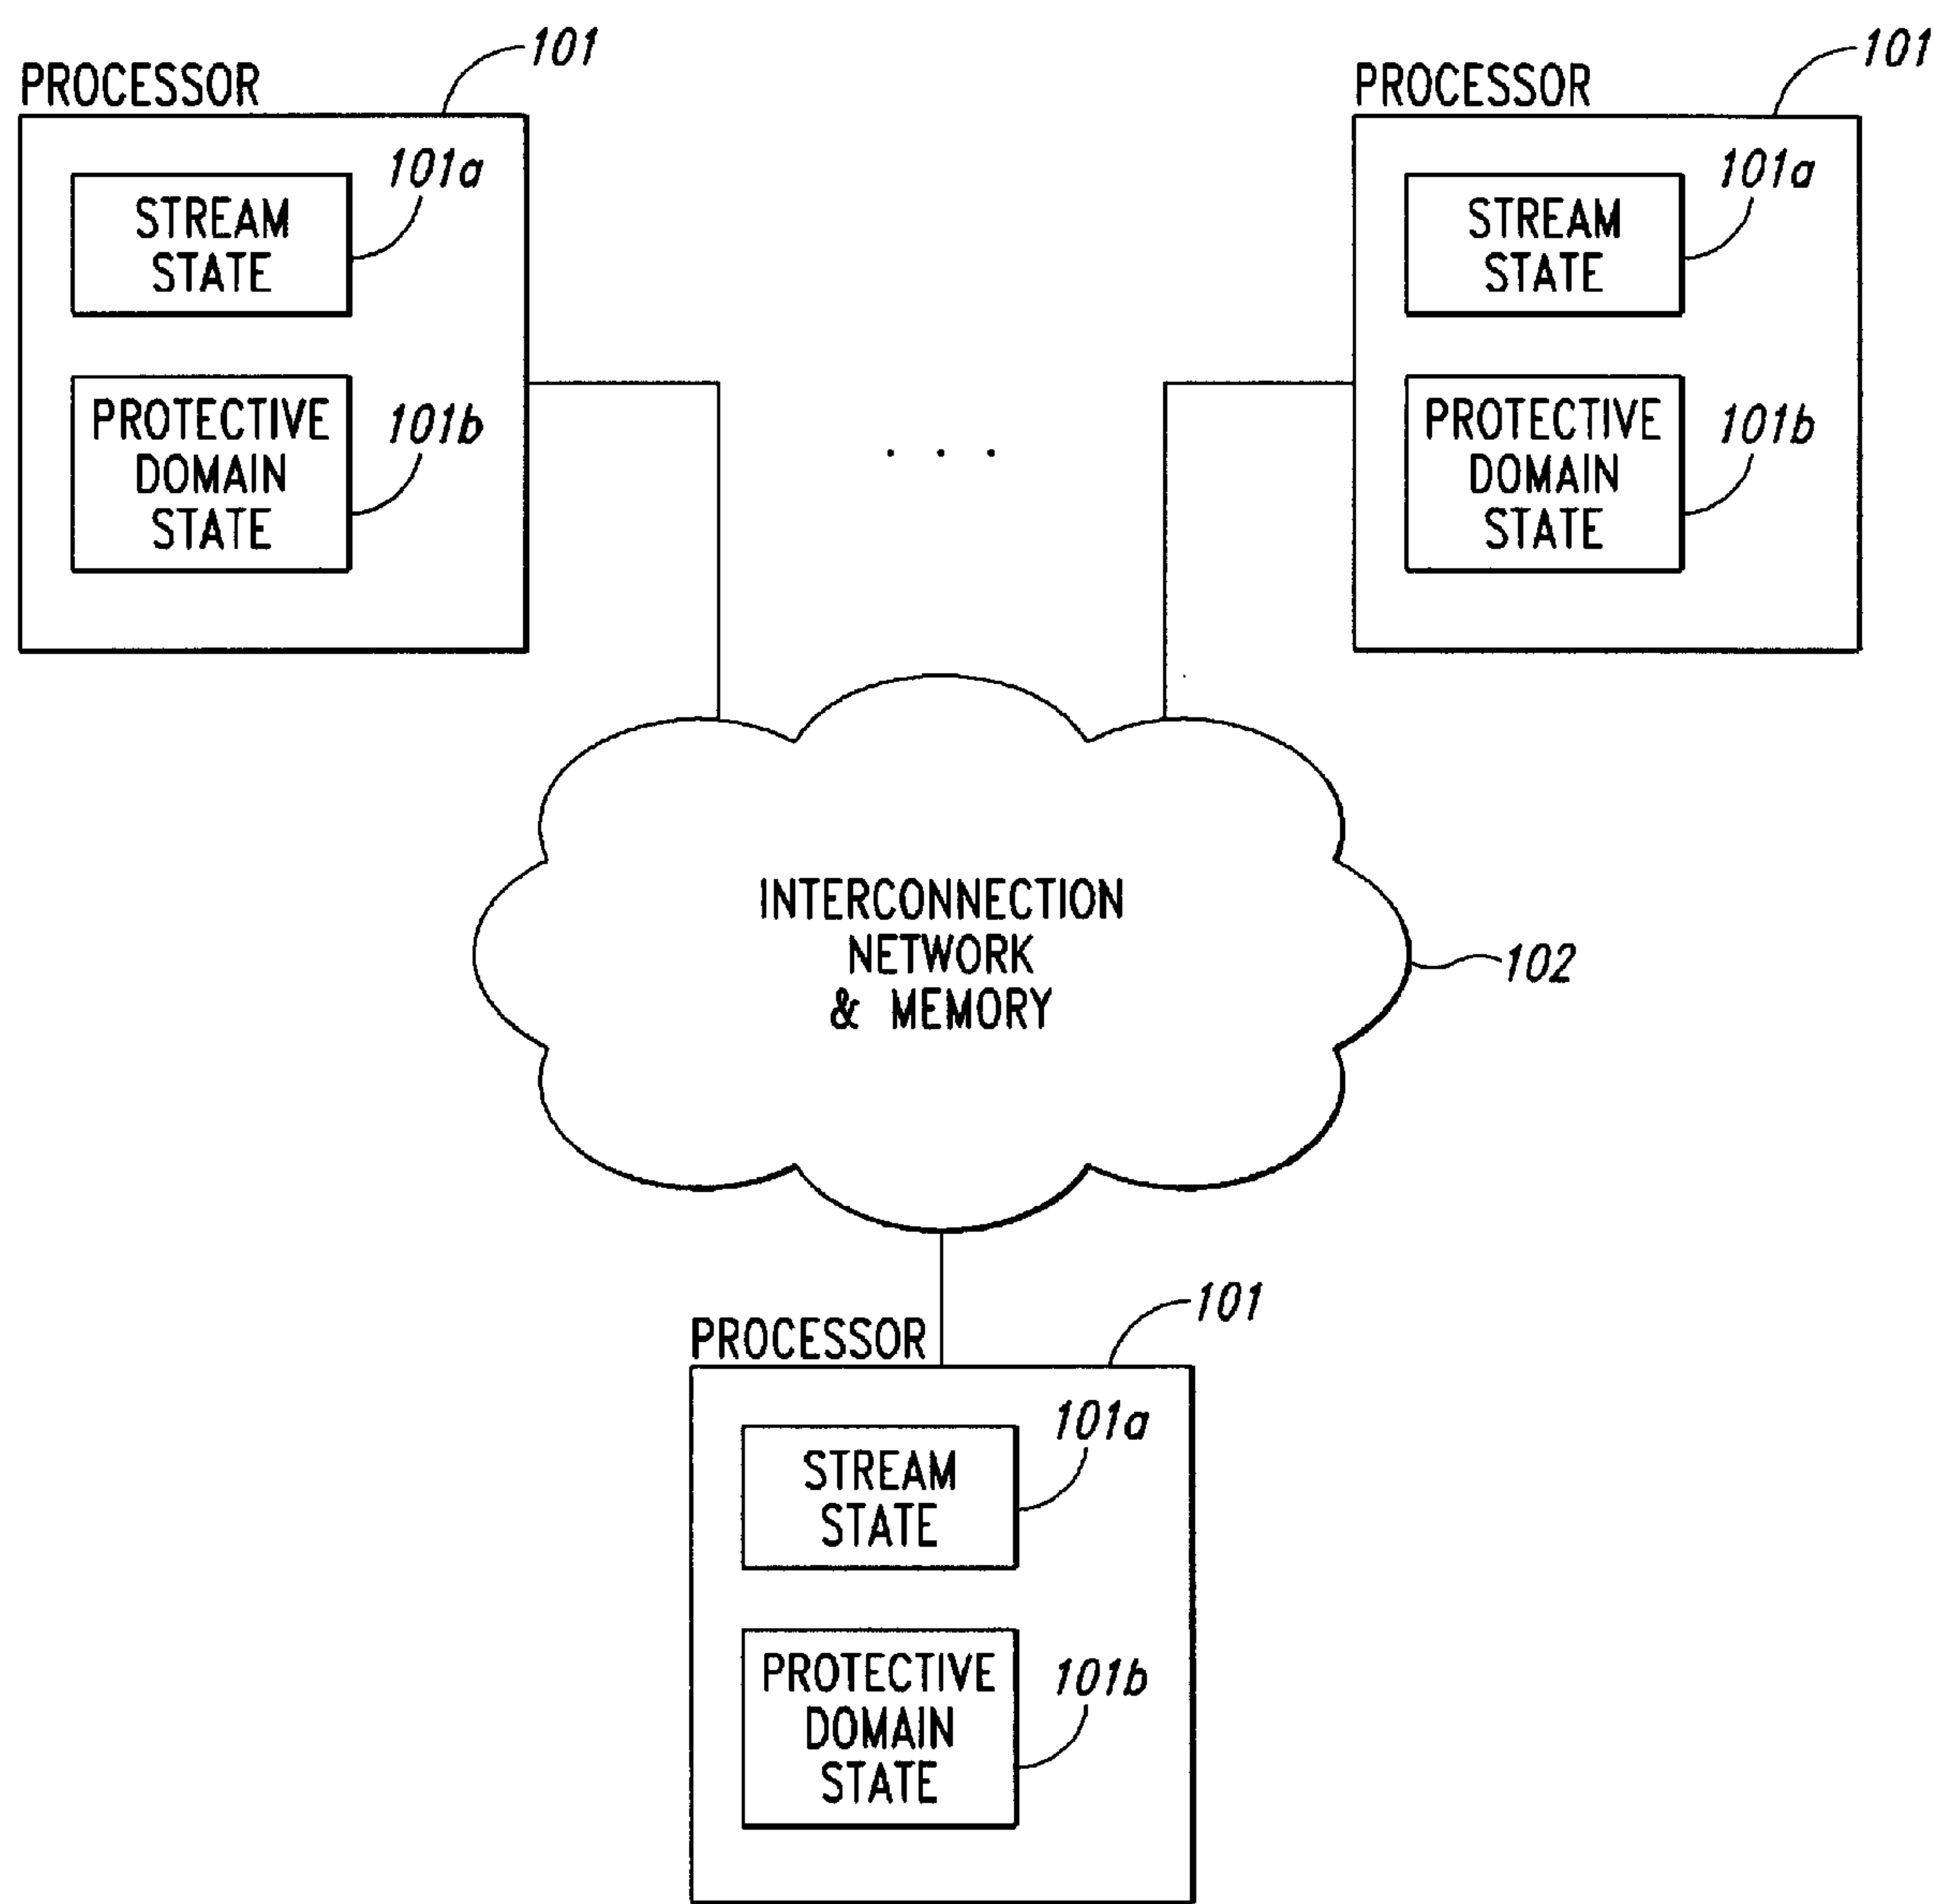 101
PROCESSOR
101a
STREAM
STATE
PROTECTIVE
DOMAIN
STATE
101b
. . .
101
PROCESSOR
101a
STREAM
STATE
PROTECTIVE
DOMAIN
STATE
101b
INTERCONNECTION
NETWORK
& MEMORY
102
101
PROCESSOR
101a
STREAM
STATE
PROTECTIVE
DOMAIN
STATE
101b